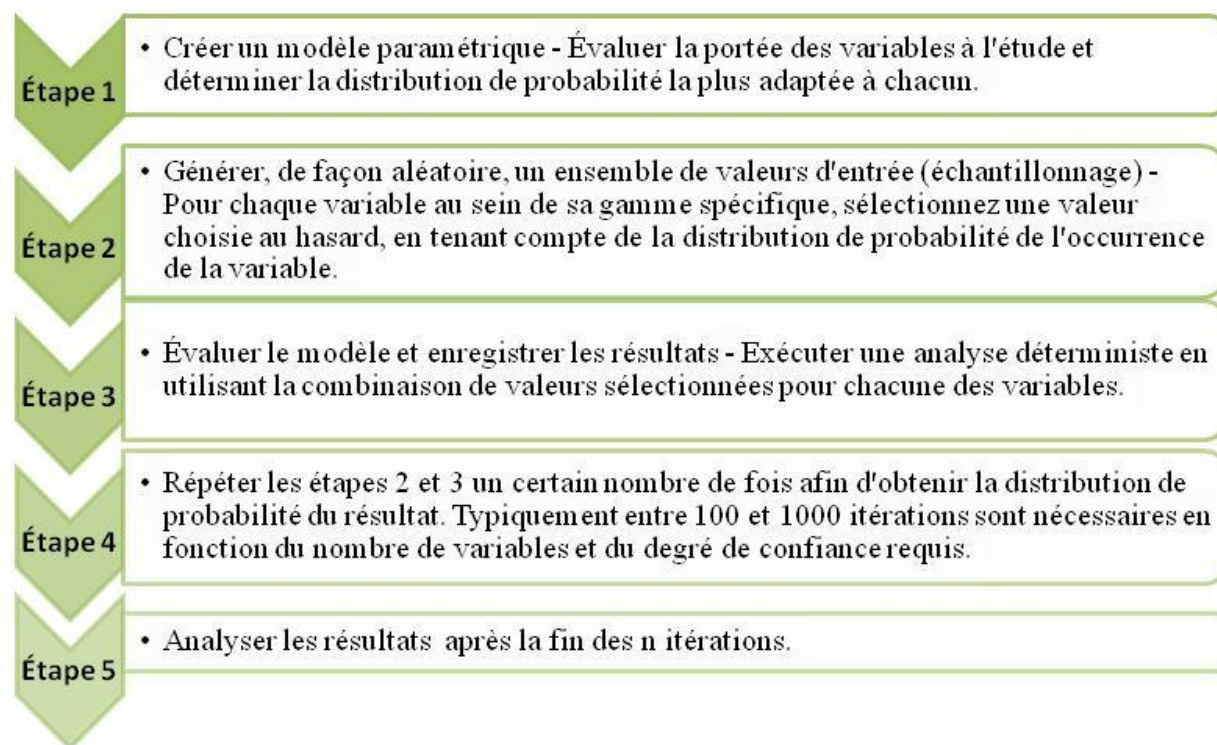 Étape 1
• Créer un modèle paramétrique - Évaluer la portée des variables à l'étude et
déterminer la distribution de probabilité la plus adaptée à chacun.
Étape 2
• Générer, de façon aléatoire, un ensemble de valeurs d'entrée (échantillonnage) -
Pour chaque variable au sein de sa gamme spécifique, sélectionnez une valeur
choisie au hasard, en tenant compte de la distribution de probabilité de l'occurrence
de la variable.
Étape 3
• Évaluer le modèle et enregistrer les résultats - Exécuter une analyse déterministe en
utilisant la combinaison de valeurs sélectionnées pour chacune des variables.
Étape 4
• Répéter les étapes 2 et 3 un certain nombre de fois afin d'obtenir la distribution de
probabilité du résultat. Typiquement entre 100 et 1000 itérations sont nécessaires en
fonction du nombre de variables et du degré de confiance requis.
Étape 5
• Analyser les résultats après la fin des n itérations.